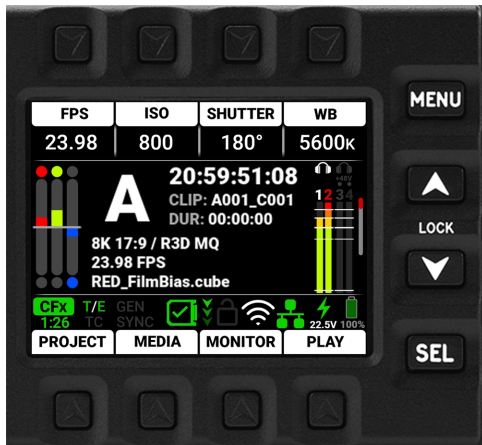 FPS ISO SHUTTER WB
23.98 800 180° 5600K
MENU
20:59:51:08
A
CLIP: A001_C001
DUR: 00:00:00
+48V
1 2 3 4
8K 17:9 / R3D MQ
23.98 FPS
RED_FilmBias.cube
LOCK
CFx T/E GEN
1:26 TC SYNC
22.5V 100%
PROJECT MEDIA MONITOR PLAY
SEL